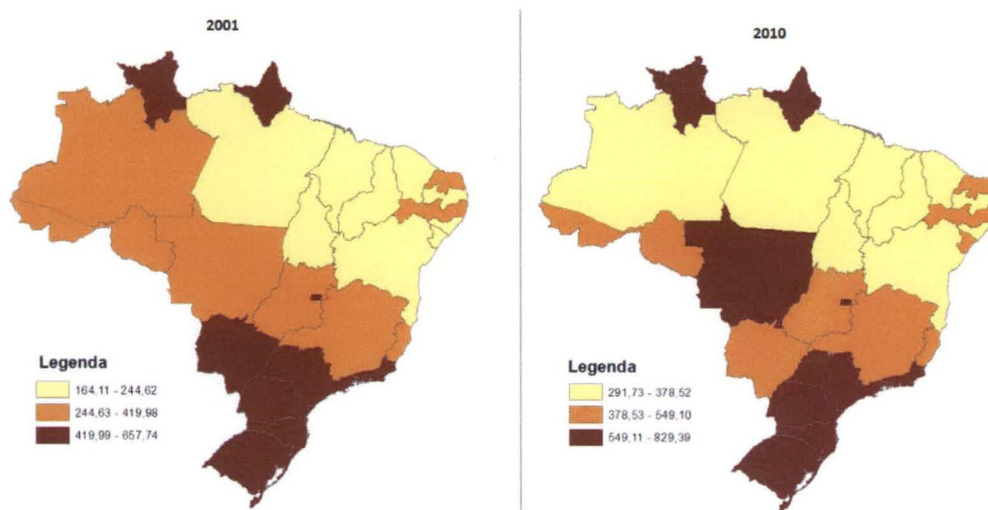 2001
Legenda
164,11 - 244,62
244,63 - 419,98
419,99 - 657,74
2010
Legenda
291,73 - 378,52
378,53 - 549,10
549,11 - 829,39